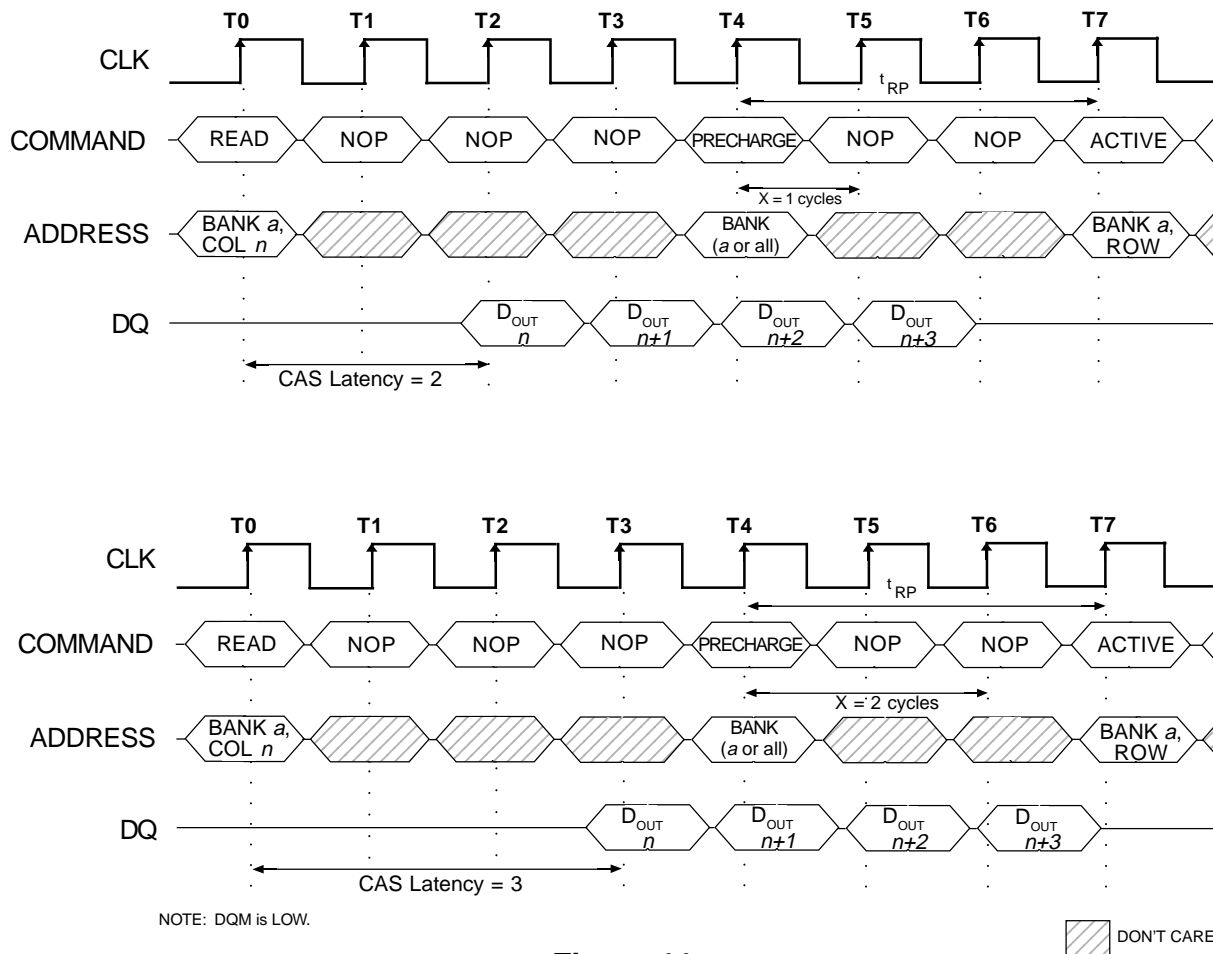 T0 T1 T2 T3 T4 T5 T6 T7
CLK
t RP
COMMAND READ NOP NOP NOP PRECHARGE NOP NOP ACTIVE
X = 1 cycles
ADDRESS BANK a, COL n BANK (a or all) BANK a, ROW
DQ DOUT n DOUT n+1 DOUT n+2 DOUT n+3
CAS Latency = 2
T0 T1 T2 T3 T4 T5 T6 T7
CLK
t RP
COMMAND READ NOP NOP NOP PRECHARGE NOP NOP ACTIVE
X = 2 cycles
ADDRESS BANK a, COL n BANK (a or all) BANK a, ROW
DQ DOUT n DOUT n+1 DOUT n+2 DOUT n+3
CAS Latency = 3
NOTE: DQM is LOW.
DON'T CARE